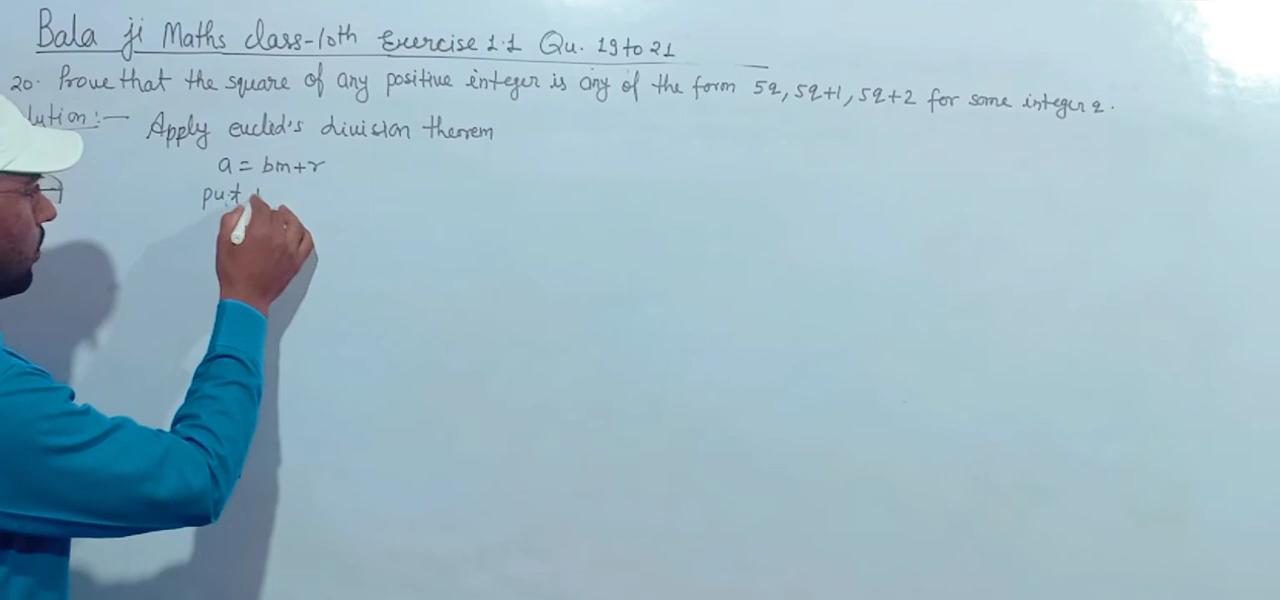 Bala ji Maths class-10th Exercise 1.1 Qu. 19 to 21
20. Prove that the square of any positive integer is any of the form 5q, 5q+1, 5q+2 for some integer q.
lution :-
Apply euclid's division theorem
a = bm+r
put